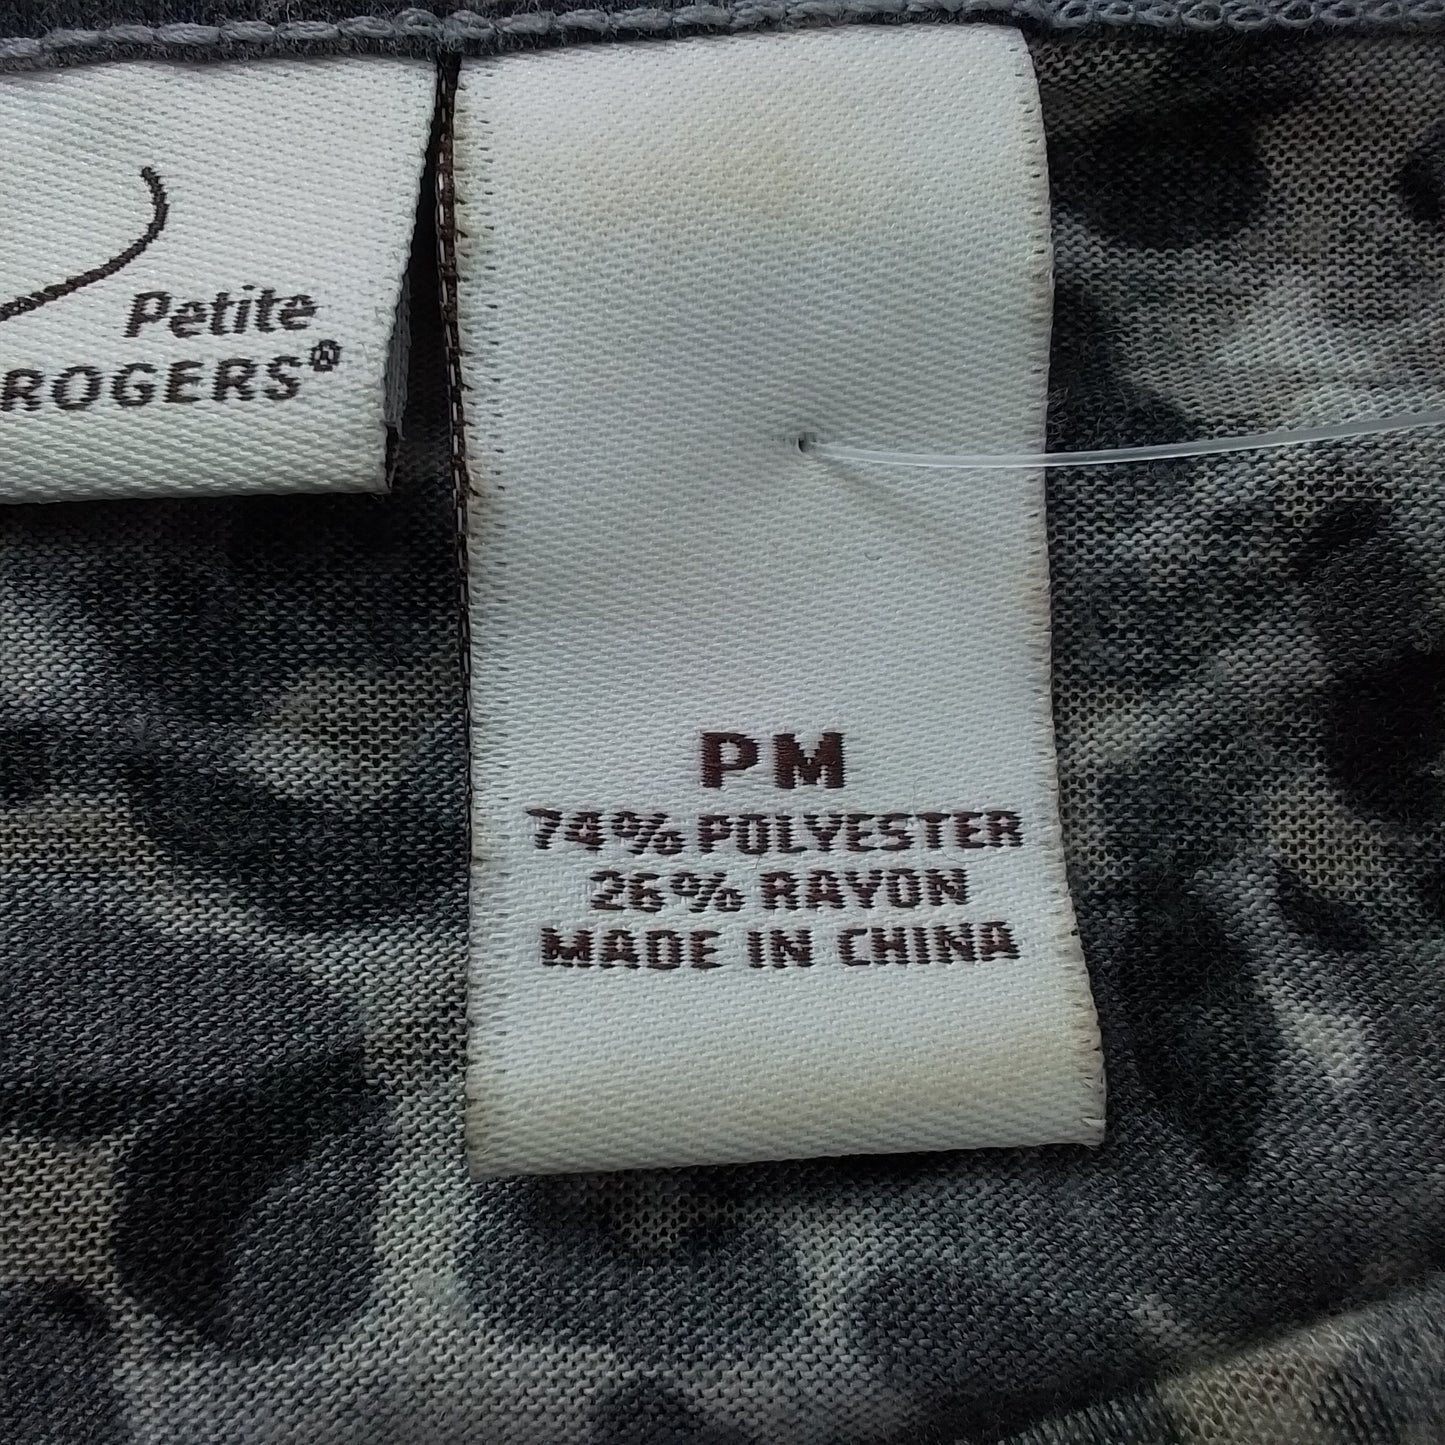 Petite
ROGERS®
PM
74% POLYESTER
26% RAYON
MADE IN CHINA